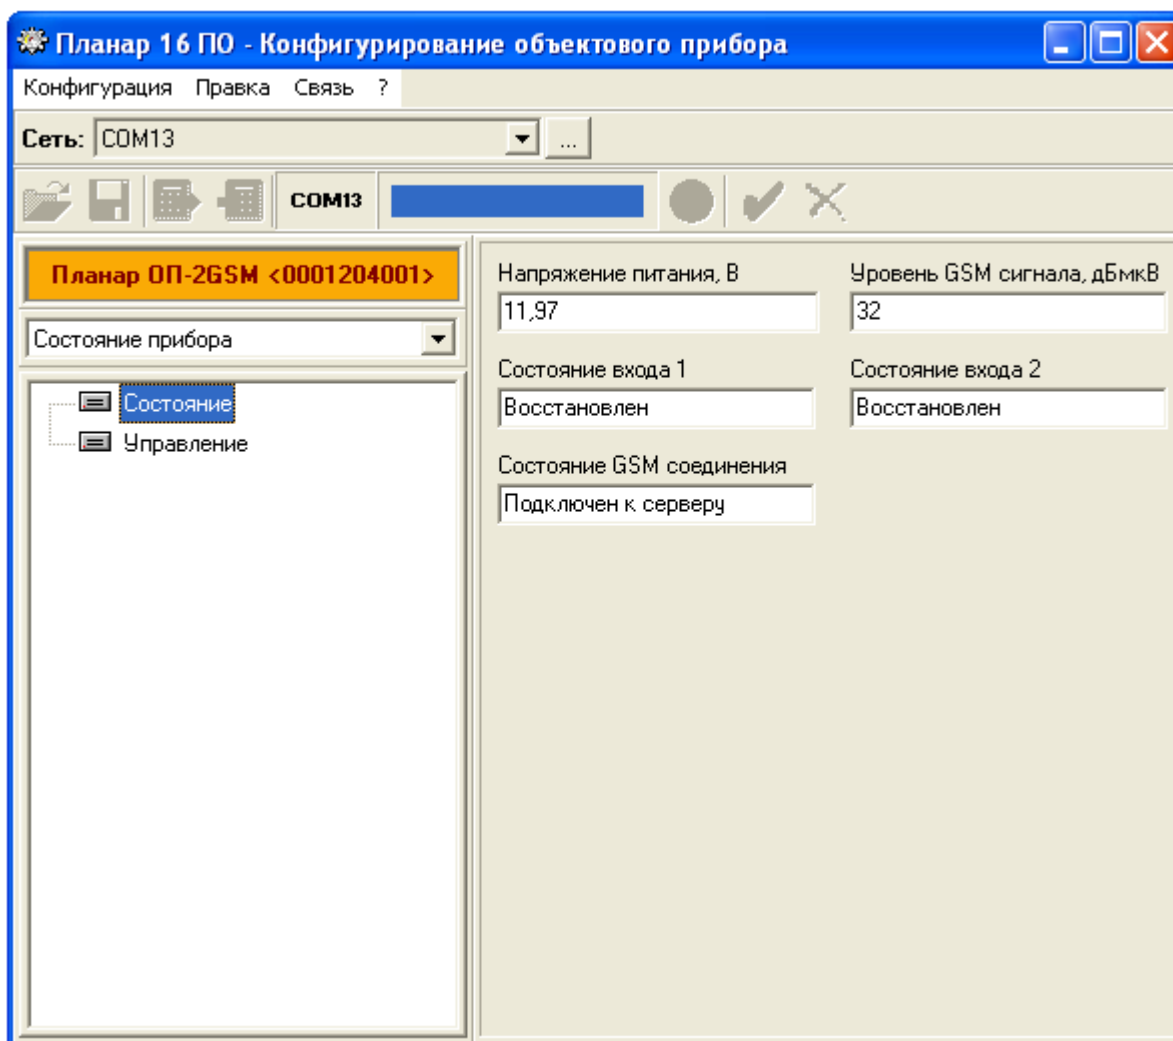 Планар 16 ПО - Конфигурирование объектового прибора
Конфигурация Правка Связь ?
Сеть: COM13 ...
COM13
Планар ОП-2GSM <0001204001>
Состояние прибора
Состояние
Управление
Напряжение питания, В Уровень GSM сигнала, дБмкВ
11,97 32
Состояние входа 1 Состояние входа 2
Восстановлен Восстановлен
Состояние GSM соединения
Подключен к серверу